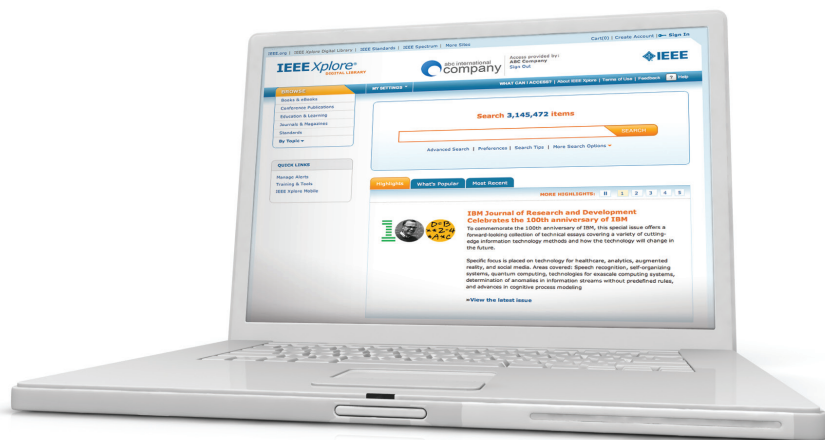 IEEE.org | IEEE Xplore Digital Library | IEEE Standards | IEEE Spectrum | More Sites
Cart(0) | Create Account | Sign In
IEEE Xplore®
DIGITAL LIBRARY
abc international
company
Access provided by:
ABC Company
Sign Out
IEEE
BROWSE
MY SETTINGS
WHAT CAN I ACCESS? | About IEEE Xplore | Terms of Use | Feedback ? Help
Books & eBooks
Conference Publications
Education & Learning
Journals & Magazines
Standards
By Topic
Search 3,145,472 items
SEARCH
Advanced Search | Preferences | Search Tips | More Search Options
QUICK LINKS
Manage Alerts
Training & Tools
IEEE Xplore Mobile
Highlights What's Popular Most Recent
MORE HIGHLIGHTS: 1 2 3 4 5
IBM Journal of Research and Development
Celebrates the 100th anniversary of IBM
To commemorate the 100th anniversary of IBM, this special issue offers a
forward-looking collection of technical essays covering a variety of cutting-
edge information technology methods and how the technology will change in
the future.
Specific focus is placed on technology for healthcare, analytics, augmented
reality, and social media. Areas covered: Speech recognition, self-organizing
systems, quantum computing, technologies for exascale computing systems,
determination of anomalies in information streams without predefined rules,
and advances in cognitive process modeling
»View the latest issue